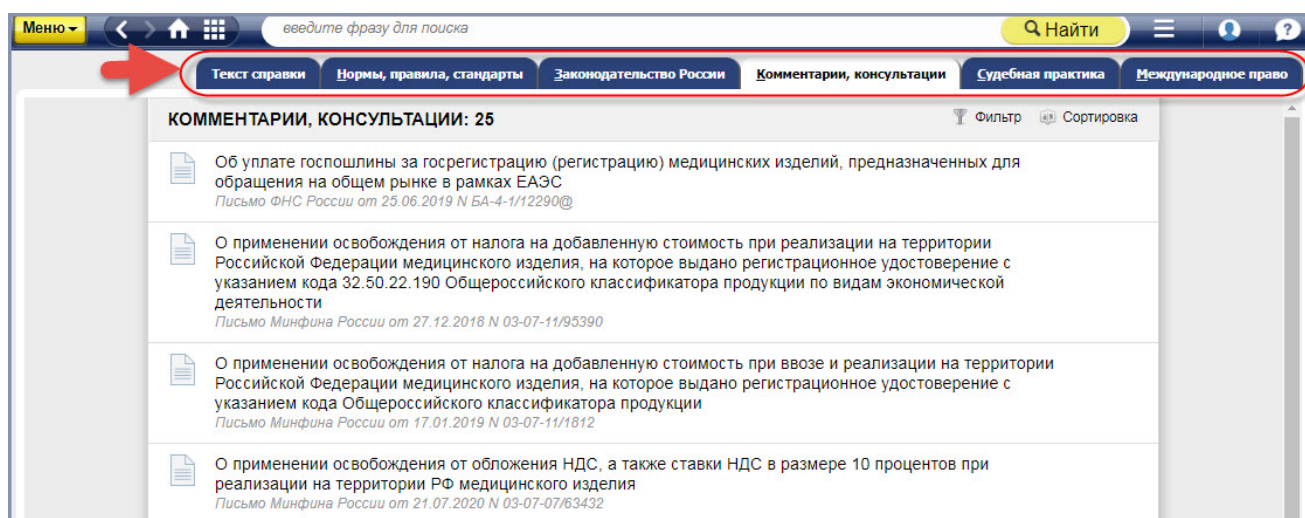 Меню
введите фразу для поиска
Найти
?
Текст справки
Нормы, правила, стандарты
Законодательство России
Комментарии, консультации
Судебная практика
Международное право
КОММЕНТАРИИ, КОНСУЛЬТАЦИИ: 25
Фильтр
Сортировка
Об уплате госпошлины за госрегистрацию (регистрацию) медицинских изделий, предназначенных для
обращения на общем рынке в рамках ЕАЭС
Письмо ФНС России от 25.06.2019 N БА-4-1/12290@
О применении освобождения от налога на добавленную стоимость при реализации на территории
Российской Федерации медицинского изделия, на которое выдано регистрационное удостоверение с
указанием кода 32.50.22.190 Общероссийского классификатора продукции по видам экономической
деятельности
Письмо Минфина России от 27.12.2018 N 03-07-11/95390
О применении освобождения от налога на добавленную стоимость при ввозе и реализации на территории
Российской Федерации медицинского изделия, на которое выдано регистрационное удостоверение с
указанием кода Общероссийского классификатора продукции
Письмо Минфина России от 17.01.2019 N 03-07-11/1812
О применении освобождения от обложения НДС, а также ставки НДС в размере 10 процентов при
реализации на территории РФ медицинского изделия
Письмо Минфина России от 21.07.2020 N 03-07-07/63432